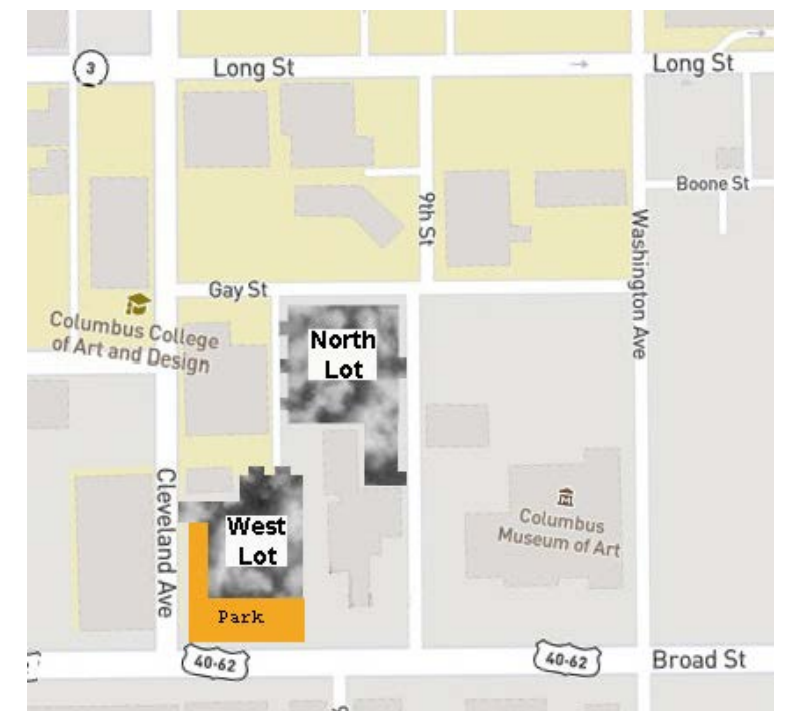 3
Long St
Long St
Boone St
9th St
Washington Ave
Gay St
Columbus College
of Art and Design
North
Lot
Cleveland Ave
West
Lot
Columbus
Museum of Art
Park
40-62
40-62
Broad St